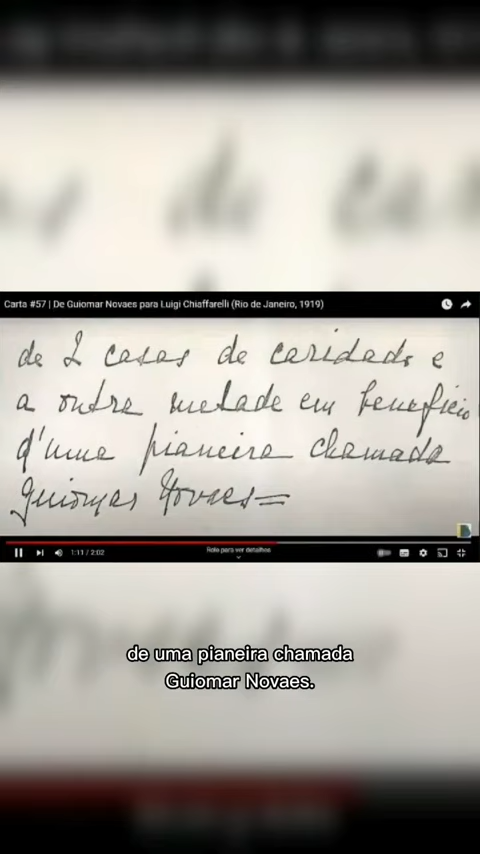 Carta #57 | De Guiomar Novaes para Luigi Chiaffarelli (Rio de Janeiro, 1919)
de 2 casas de caridade e
a outra metade em beneficio
d'uma pianeira chamada
Guiomar Novaes=
1:11 / 2:02
Role para ver detalhes
de uma pianeira chamada
Guiomar Novaes.